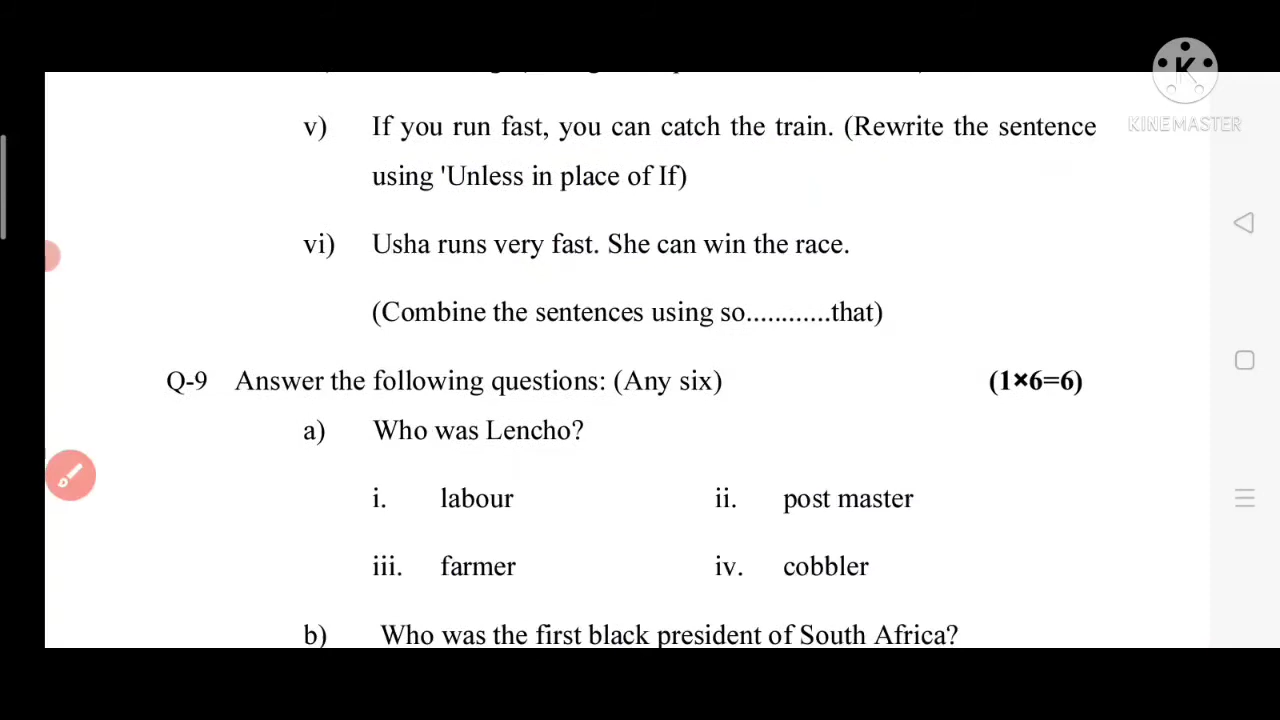 KINEMASTER
v) If you run fast, you can catch the train. (Rewrite the sentence
using 'Unless in place of If)
vi) Usha runs very fast. She can win the race.
(Combine the sentences using so............that)
Q-9 Answer the following questions: (Any six) (1×6=6)
a) Who was Lencho?
i. labour ii. post master
iii. farmer iv. cobbler
b) Who was the first black president of South Africa?